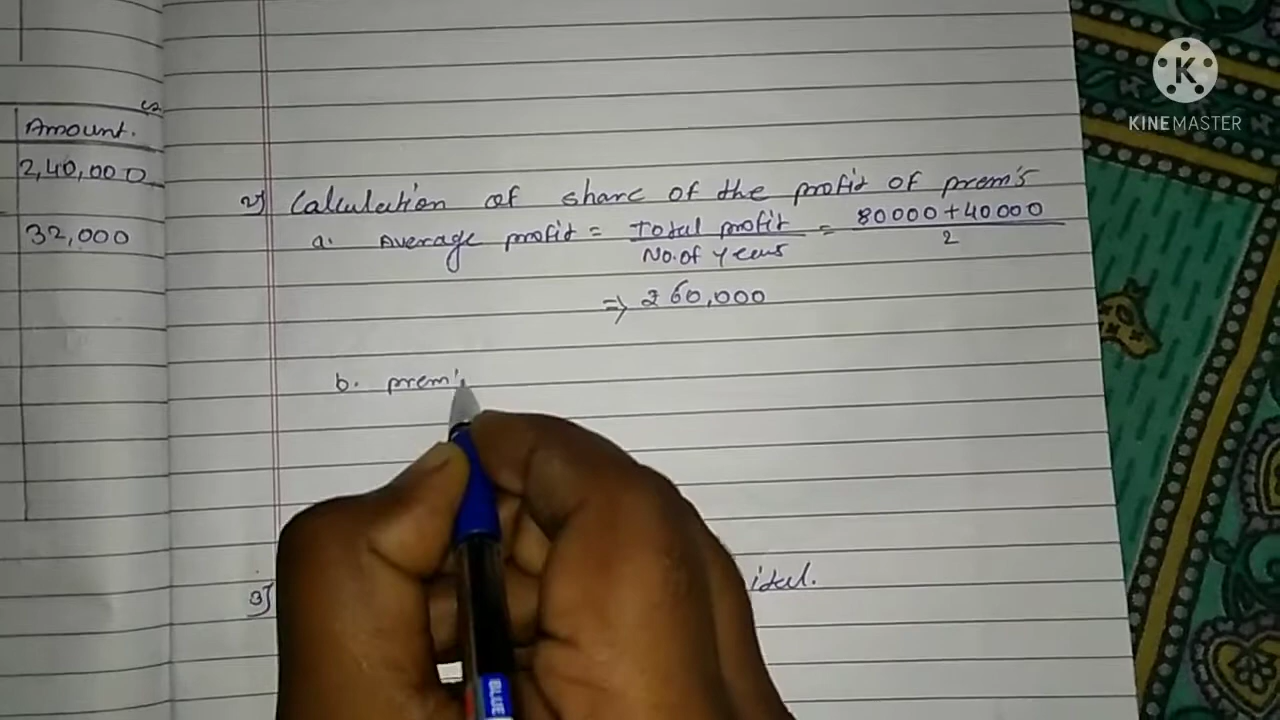 Amount.
2,40,000
32,000
2) Calculation of share of the profit of prem's
a. Average profit = Total profit / No. of years = 80000 + 40000 / 2
⇒ ₹ 60,000
b. prem'
3)
KINEMASTER
BLUE